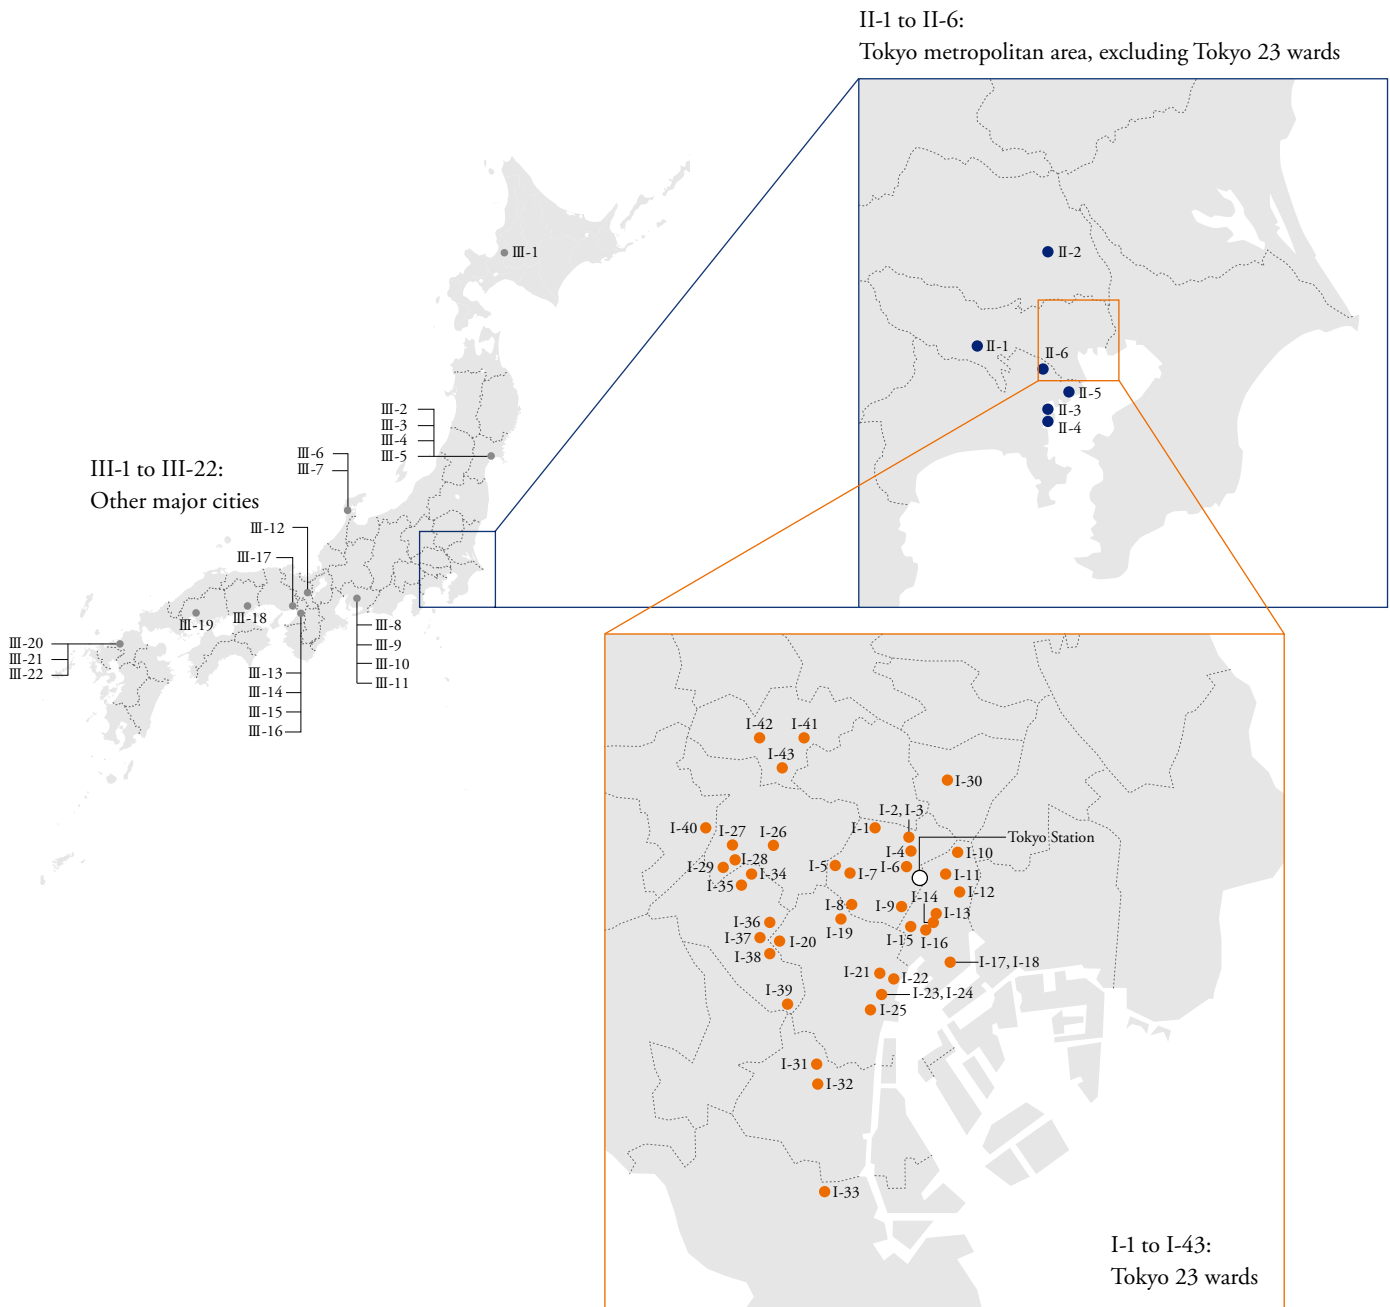 II-1 to II-6:
Tokyo metropolitan area, excluding Tokyo 23 wards
II-2
II-1
II-6
II-5
II-3
II-4
Ⅲ-1
Ⅲ-2
Ⅲ-3
Ⅲ-4
Ⅲ-5
Ⅲ-6
Ⅲ-7
III-1 to III-22:
Other major cities
Ⅲ-12
Ⅲ-17
Ⅲ-19
Ⅲ-18
Ⅲ-20
Ⅲ-21
Ⅲ-22
Ⅲ-8
Ⅲ-9
Ⅲ-10
Ⅲ-11
Ⅲ-13
Ⅲ-14
Ⅲ-15
Ⅲ-16
I-42
I-41
I-43
I-30
I-2, I-3
I-40
I-27
I-26
I-1
Tokyo Station
I-4
I-10
I-29
I-28
I-34
I-5
I-7
I-6
I-11
I-35
I-12
I-14
I-8
I-9
I-13
I-36
I-19
I-37
I-20
I-15
I-16
I-38
I-17, I-18
I-21
I-22
I-39
I-23, I-24
I-25
I-31
I-32
I-33
I-1 to I-43:
Tokyo 23 wards